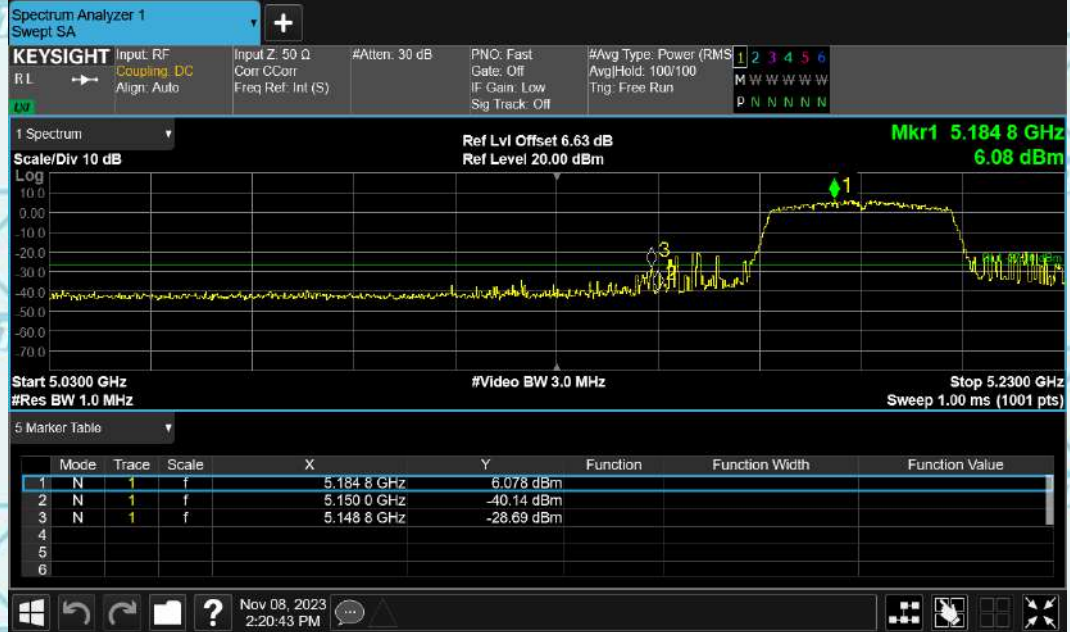 Spectrum Analyzer 1
Swept SA
+
KEYSIGHT
RL
LXI
Input: RF
Coupling: DC
Align: Auto
Input Z: 50 Ω
Corr CCorr
Freq Ref: Int (S)
#Atten: 30 dB
PNO: Fast
Gate: Off
IF Gain: Low
Sig Track: Off
#Avg Type: Power (RMS
Avg|Hold: 100/100
Trig: Free Run
1 2 3 4 5 6
M W W W W W
P N N N N N
1 Spectrum
Scale/Div 10 dB
Ref Lvl Offset 6.63 dB
Ref Level 20.00 dBm
Mkr1 5.184 8 GHz
6.08 dBm
Log
10.0
0.00
-10.0
-20.0
-30.0
-40.0
-50.0
-60.0
-70.0
1
3
2
Start 5.0300 GHz
#Res BW 1.0 MHz
#Video BW 3.0 MHz
Stop 5.2300 GHz
Sweep 1.00 ms (1001 pts)
5 Marker Table
Mode Trace Scale X Y Function Function Width Function Value
1 N 1 f 5.184 8 GHz 6.078 dBm
2 N 1 f 5.150 0 GHz -40.14 dBm
3 N 1 f 5.148 8 GHz -28.69 dBm
4
5
6
?
Nov 08, 2023
2:20:43 PM